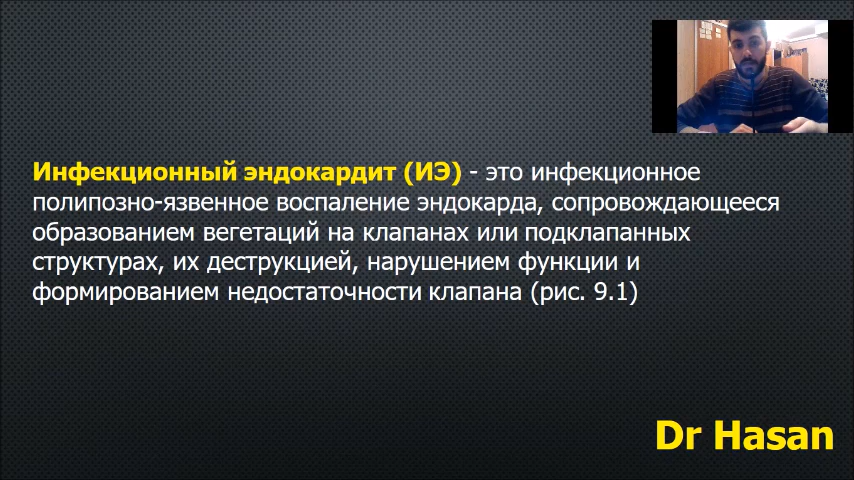 Инфекционный эндокардит (ИЭ) - это инфекционное
полипозно-язвенное воспаление эндокарда, сопровождающееся
образованием вегетаций на клапанах или подклапанных
структурах, их деструкцией, нарушением функции и
формированием недостаточности клапана (рис. 9.1)
Dr Hasan